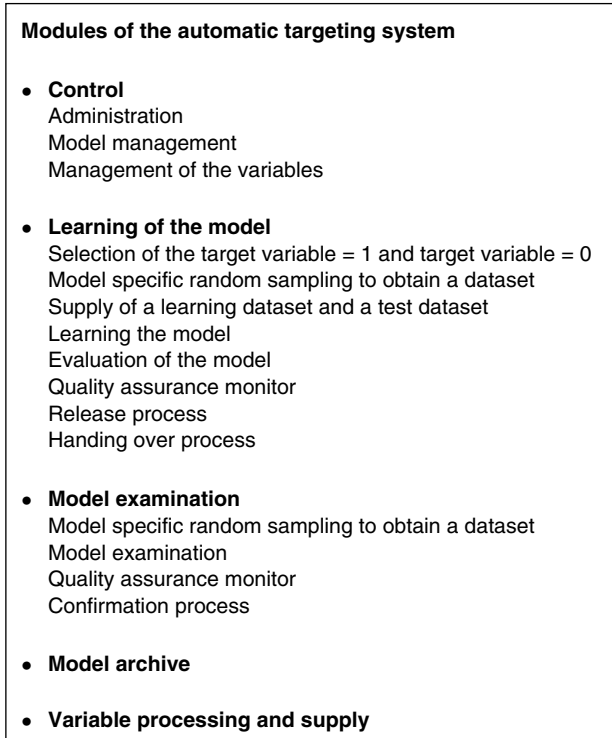 Modules of the automatic targeting system
• Control
Administration
Model management
Management of the variables
• Learning of the model
Selection of the target variable = 1 and target variable = 0
Model specific random sampling to obtain a dataset
Supply of a learning dataset and a test dataset
Learning the model
Evaluation of the model
Quality assurance monitor
Release process
Handing over process
• Model examination
Model specific random sampling to obtain a dataset
Model examination
Quality assurance monitor
Confirmation process
• Model archive
• Variable processing and supply